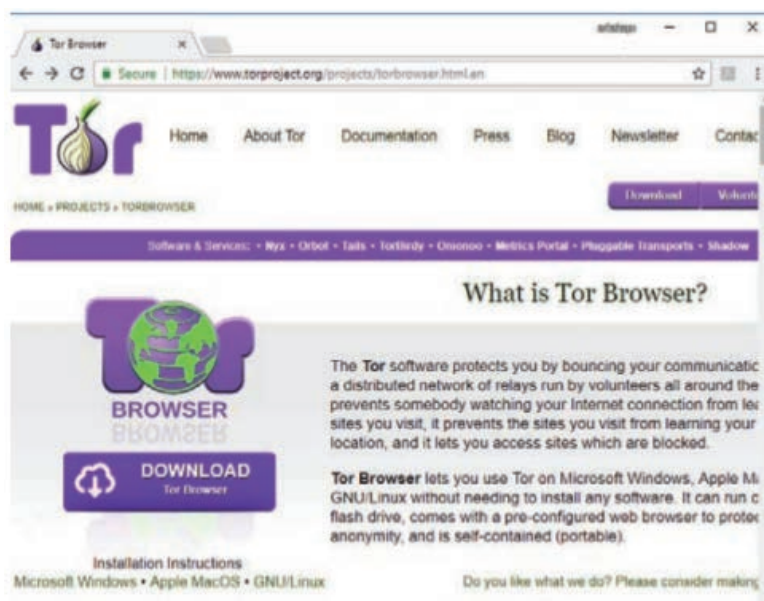 Tor Browser
Secure | https://www.torproject.org/projects/torbrowser.html.en
Tor
Home About Tor Documentation Press Blog Newsletter Contac
Download Volunt
HOME » PROJECTS » TORBROWSER
Software & Services: • Nyx • Orbot • Tails • TorBirdy • Onionoo • Metrics Portal • Pluggable Transports • Shadow
What is Tor Browser?
Tor
BROWSER
DOWNLOAD
Tor Browser
Installation Instructions
Microsoft Windows • Apple MacOS • GNU/Linux
The Tor software protects you by bouncing your communicatic
a distributed network of relays run by volunteers all around the
prevents somebody watching your Internet connection from lea
sites you visit, it prevents the sites you visit from learning your
location, and it lets you access sites which are blocked.
Tor Browser lets you use Tor on Microsoft Windows, Apple Ma
GNU/Linux without needing to install any software. It can run o
flash drive, comes with a pre-configured web browser to protec
anonymity, and is self-contained (portable).
Do you like what we do? Please consider making